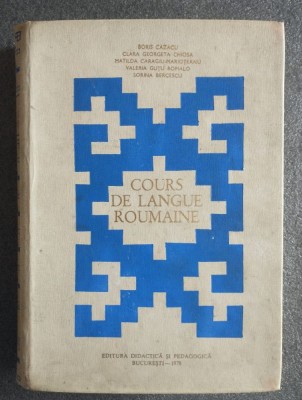 BORIS CAZACU
CLARA GEORGETA CHIOSA
MATILDA CARAGIU-MARIOȚEANU
VALERIA GUȚU ROMALO
SORINA BERCESCU
COURS
DE LANGUE
ROUMAINE
EDITURA DIDACTICĂ ȘI PEDAGOGICĂ
BUCUREȘTI—1978